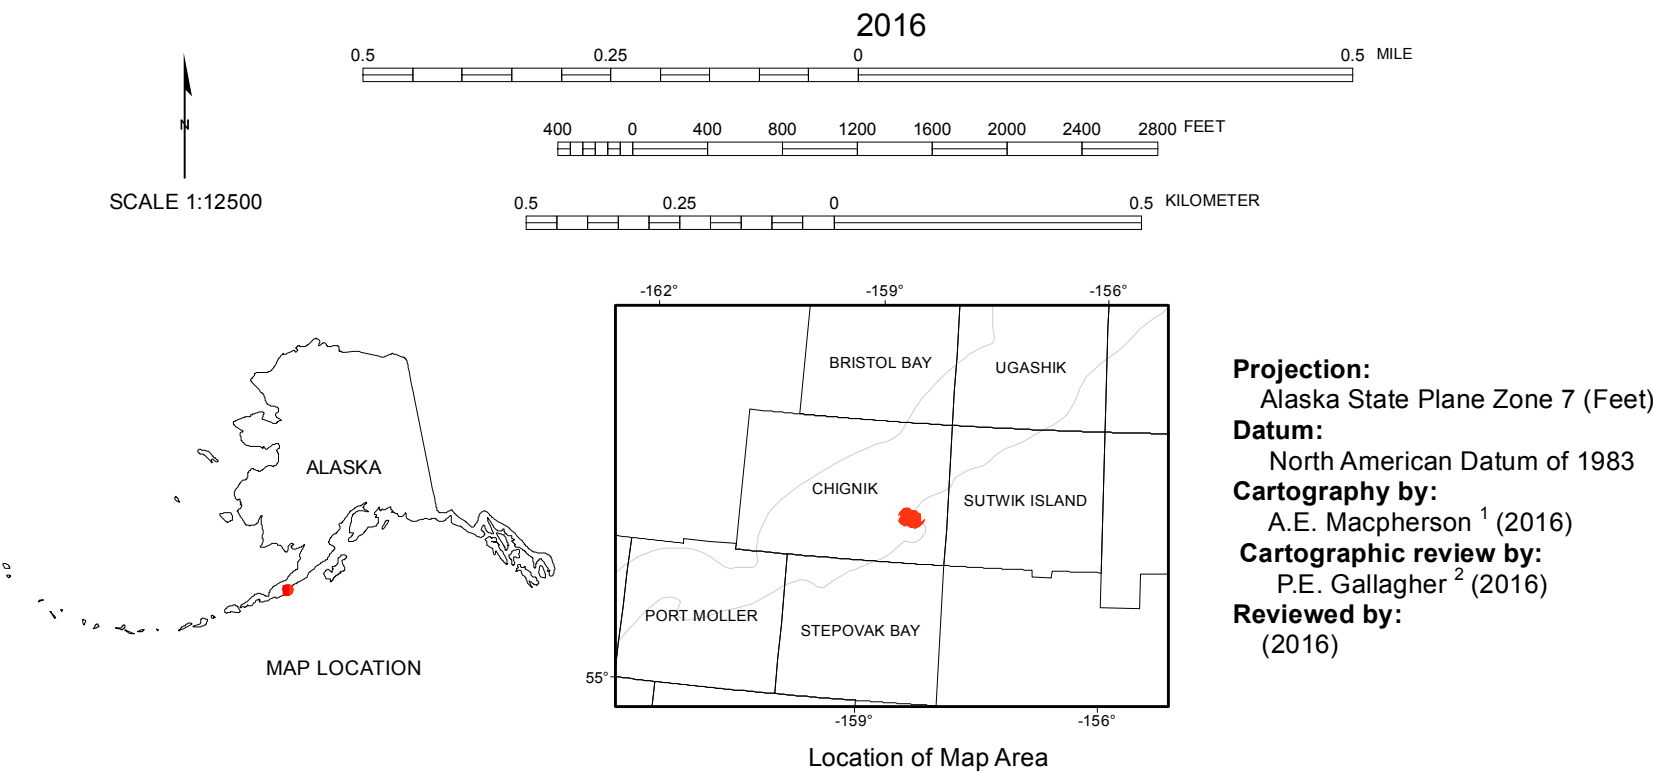 2016
0.5 0.25 0 0.5 MILE
N
400 0 400 800 1200 1600 2000 2400 2800 FEET
SCALE 1:12500
0.5 0.25 0 0.5 KILOMETER
-162° -159° -156°
BRISTOL BAY
UGASHIK
ALASKA
CHIGNIK
SUTWIK ISLAND
PORT MOLLER
STEPOVAK BAY
55°
-159° -156°
MAP LOCATION
Location of Map Area
Projection:
Alaska State Plane Zone 7 (Feet)
Datum:
North American Datum of 1983
Cartography by:
A.E. Macpherson 1 (2016)
Cartographic review by:
P.E. Gallagher 2 (2016)
Reviewed by:
(2016)